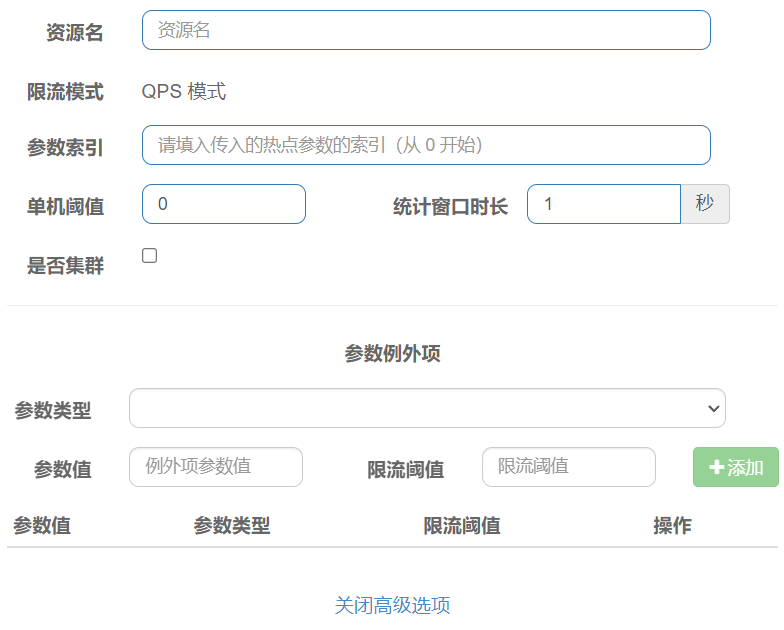 资源名 资源名
限流模式 QPS 模式
参数索引 请填入传入的热点参数的索引（从 0 开始）
单机阈值 0 统计窗口时长 1 秒
是否集群
参数例外项
参数类型
参数值 例外项参数值 限流阈值 限流阈值 添加
参数值 参数类型 限流阈值 操作
关闭高级选项